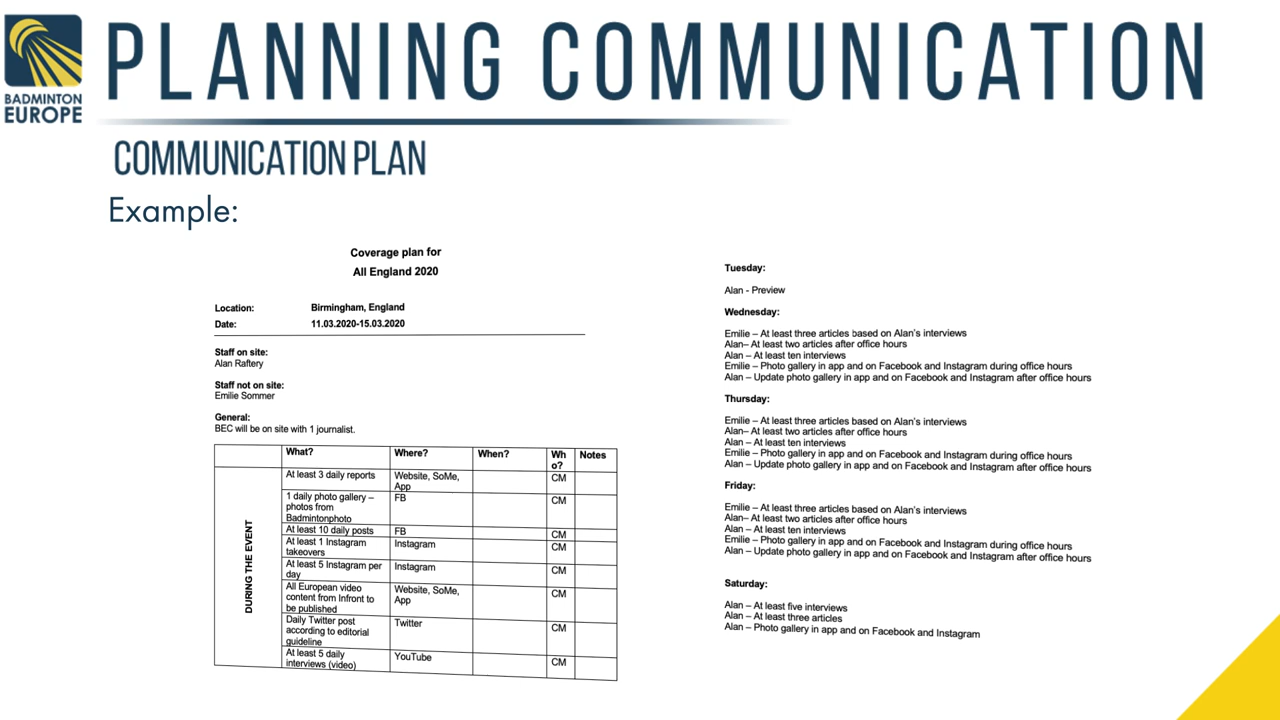 BADMINTON
EUROPE
PLANNING COMMUNICATION
COMMUNICATION PLAN
Example:
Coverage plan for
All England 2020
Location: Birmingham, England
Date: 11.03.2020-15.03.2020
Staff on site:
Alan Raftery
Staff not on site:
Emilie Sommer
General:
BEC will be on site with 1 journalist.
What? Where? When? Wh
o? Notes
DURING THE EVENT
At least 3 daily reports Website, SoMe, CM
App
1 daily photo gallery – FB CM
photos from
Badmintonphoto
At least 10 daily posts FB CM
At least 1 Instagram Instagram CM
takeovers
At least 5 Instagram per Instagram CM
day
All European video Website, SoMe, CM
content from Infront to App
be published
Daily Twitter post Twitter CM
according to editorial
guideline
At least 5 daily YouTube CM
interviews (video)
Tuesday:
Alan - Preview
Wednesday:
Emilie – At least three articles based on Alan's interviews
Alan– At least two articles after office hours
Alan – At least ten interviews
Emilie – Photo gallery in app and on Facebook and Instagram during office hours
Alan – Update photo gallery in app and on Facebook and Instagram after office hours
Thursday:
Emilie – At least three articles based on Alan's interviews
Alan– At least two articles after office hours
Alan – At least ten interviews
Emilie – Photo gallery in app and on Facebook and Instagram during office hours
Alan – Update photo gallery in app and on Facebook and Instagram after office hours
Friday:
Emilie – At least three articles based on Alan's interviews
Alan– At least two articles after office hours
Alan – At least ten interviews
Emilie – Photo gallery in app and on Facebook and Instagram during office hours
Alan – Update photo gallery in app and on Facebook and Instagram after office hours
Saturday:
Alan – At least five interviews
Alan – At least three articles
Alan – Photo gallery in app and on Facebook and Instagram